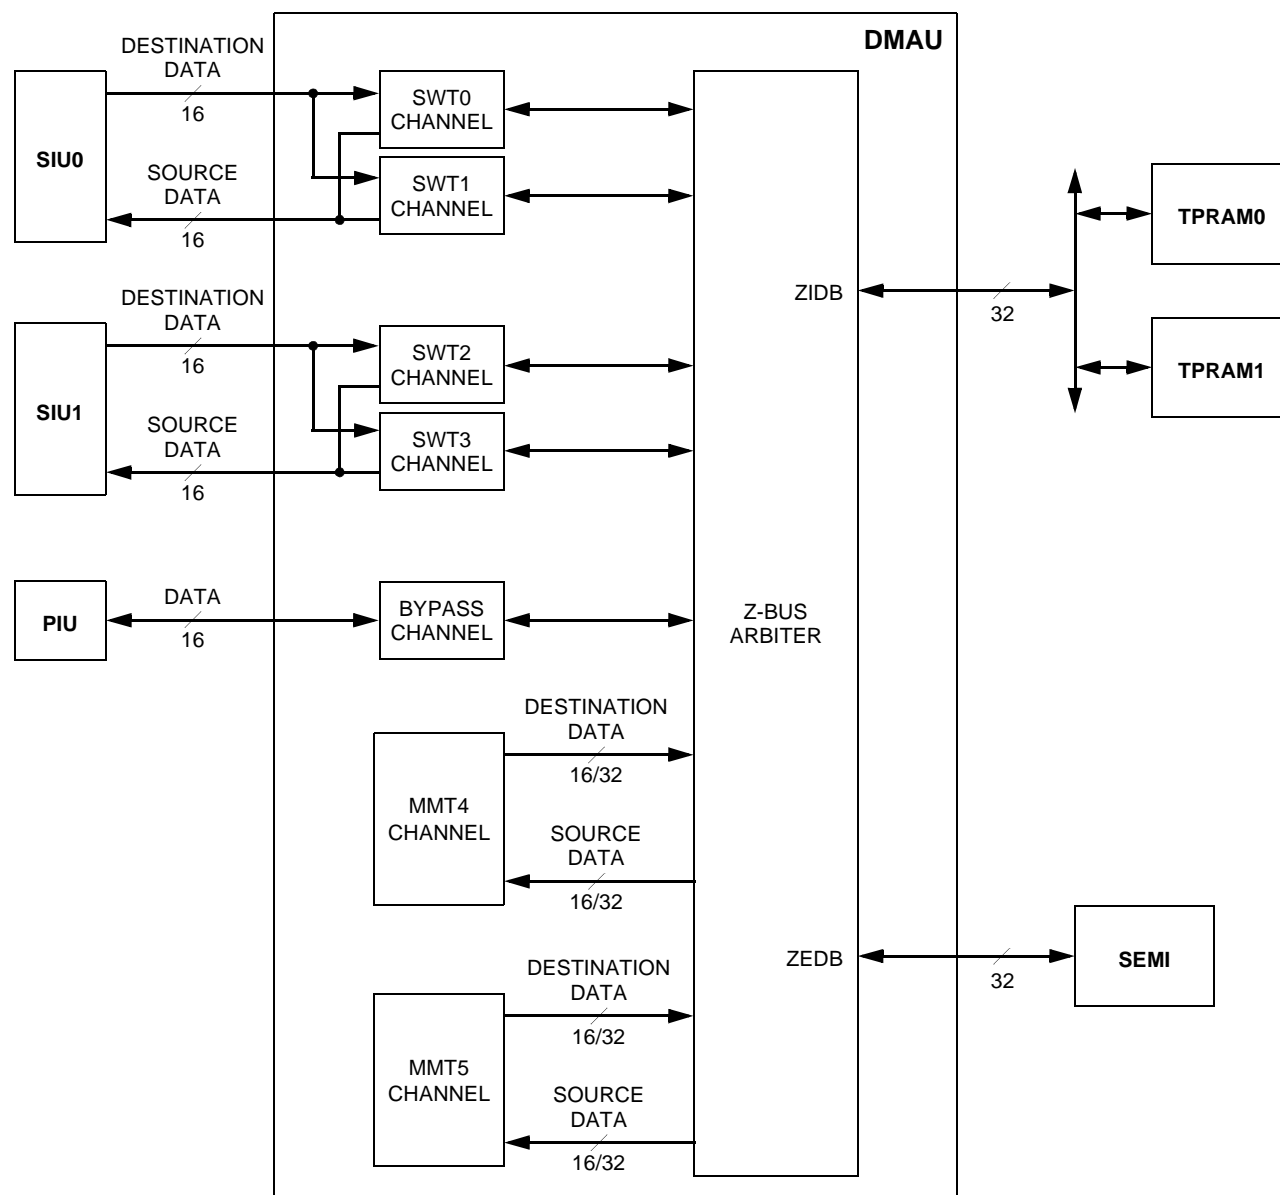 DMAU
DESTINATION
DATA
16
SIU0
SOURCE
DATA
16
SWT0
CHANNEL
SWT1
CHANNEL
DESTINATION
DATA
16
SIU1
SOURCE
DATA
16
SWT2
CHANNEL
SWT3
CHANNEL
PIU
DATA
16
BYPASS
CHANNEL
Z-BUS
ARBITER
ZIDB
32
TPRAM0
TPRAM1
MMT4
CHANNEL
DESTINATION
DATA
16/32
SOURCE
DATA
16/32
ZEDB
32
SEMI
MMT5
CHANNEL
DESTINATION
DATA
16/32
SOURCE
DATA
16/32